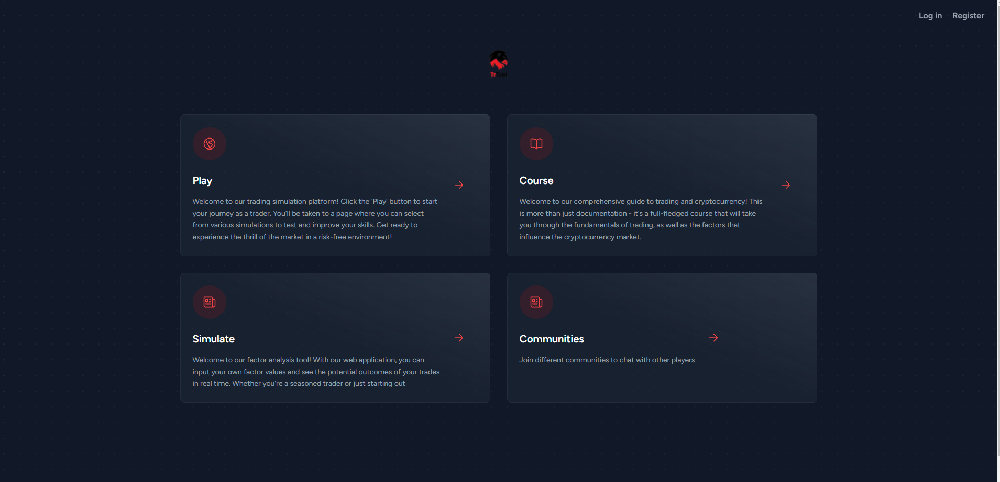 Log in Register
Play
Welcome to our trading simulation platform! Click the 'Play' button to start
your journey as a trader. You'll be taken to a page where you can select
from various simulations to test and improve your skills. Get ready to
experience the thrill of the market in a risk-free environment!
Course
Welcome to our comprehensive guide to trading and cryptocurrency! This
is more than just documentation - it's a full-fledged course that will take
you through the fundamentals of trading, as well as the factors that
influence the cryptocurrency market.
Simulate
Welcome to our factor analysis tool! With our web application, you can
input your own factor values and see the potential outcomes of your trades
in real time. Whether you're a seasoned trader or just starting out
Communities
Join different communities to chat with other players